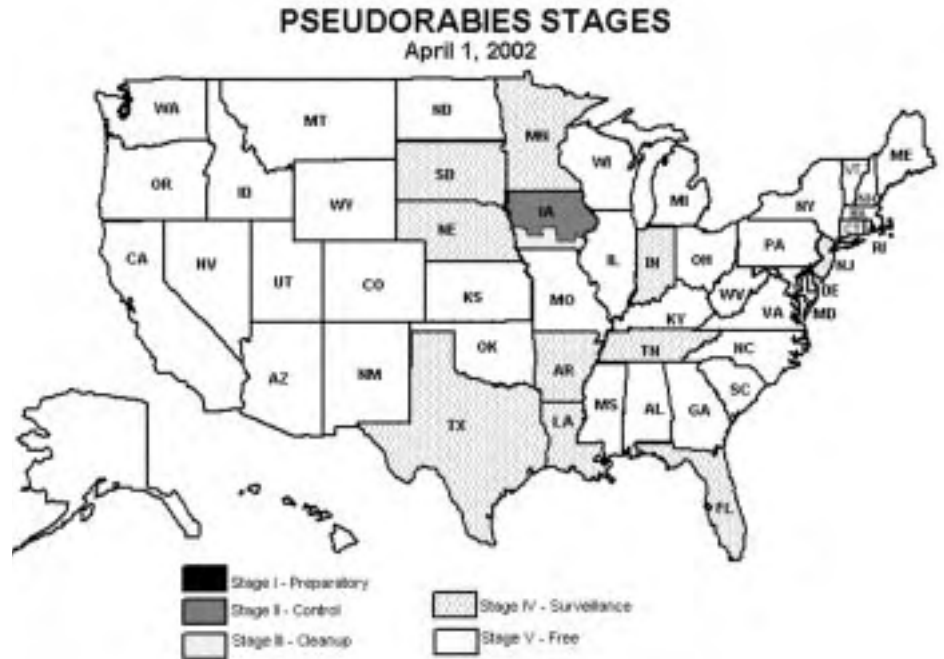 PSEUDORABIES STAGES
April 1, 2002
WA
MT
ND
MN
ME
OR
ID
SD
WI
VT
NH
WY
MI
NY
IA
NE
RI
CA
NV
UT
CO
IL
IN
OH
PA
NJ
DE
KS
MO
WV
VA
MD
KY
AZ
NM
OK
AR
TN
NC
SC
TX
LA
MS
AL
GA
FL
Stage I - Preparatory
Stage II - Control
Stage III - Cleanup
Stage IV - Surveillance
Stage V - Free